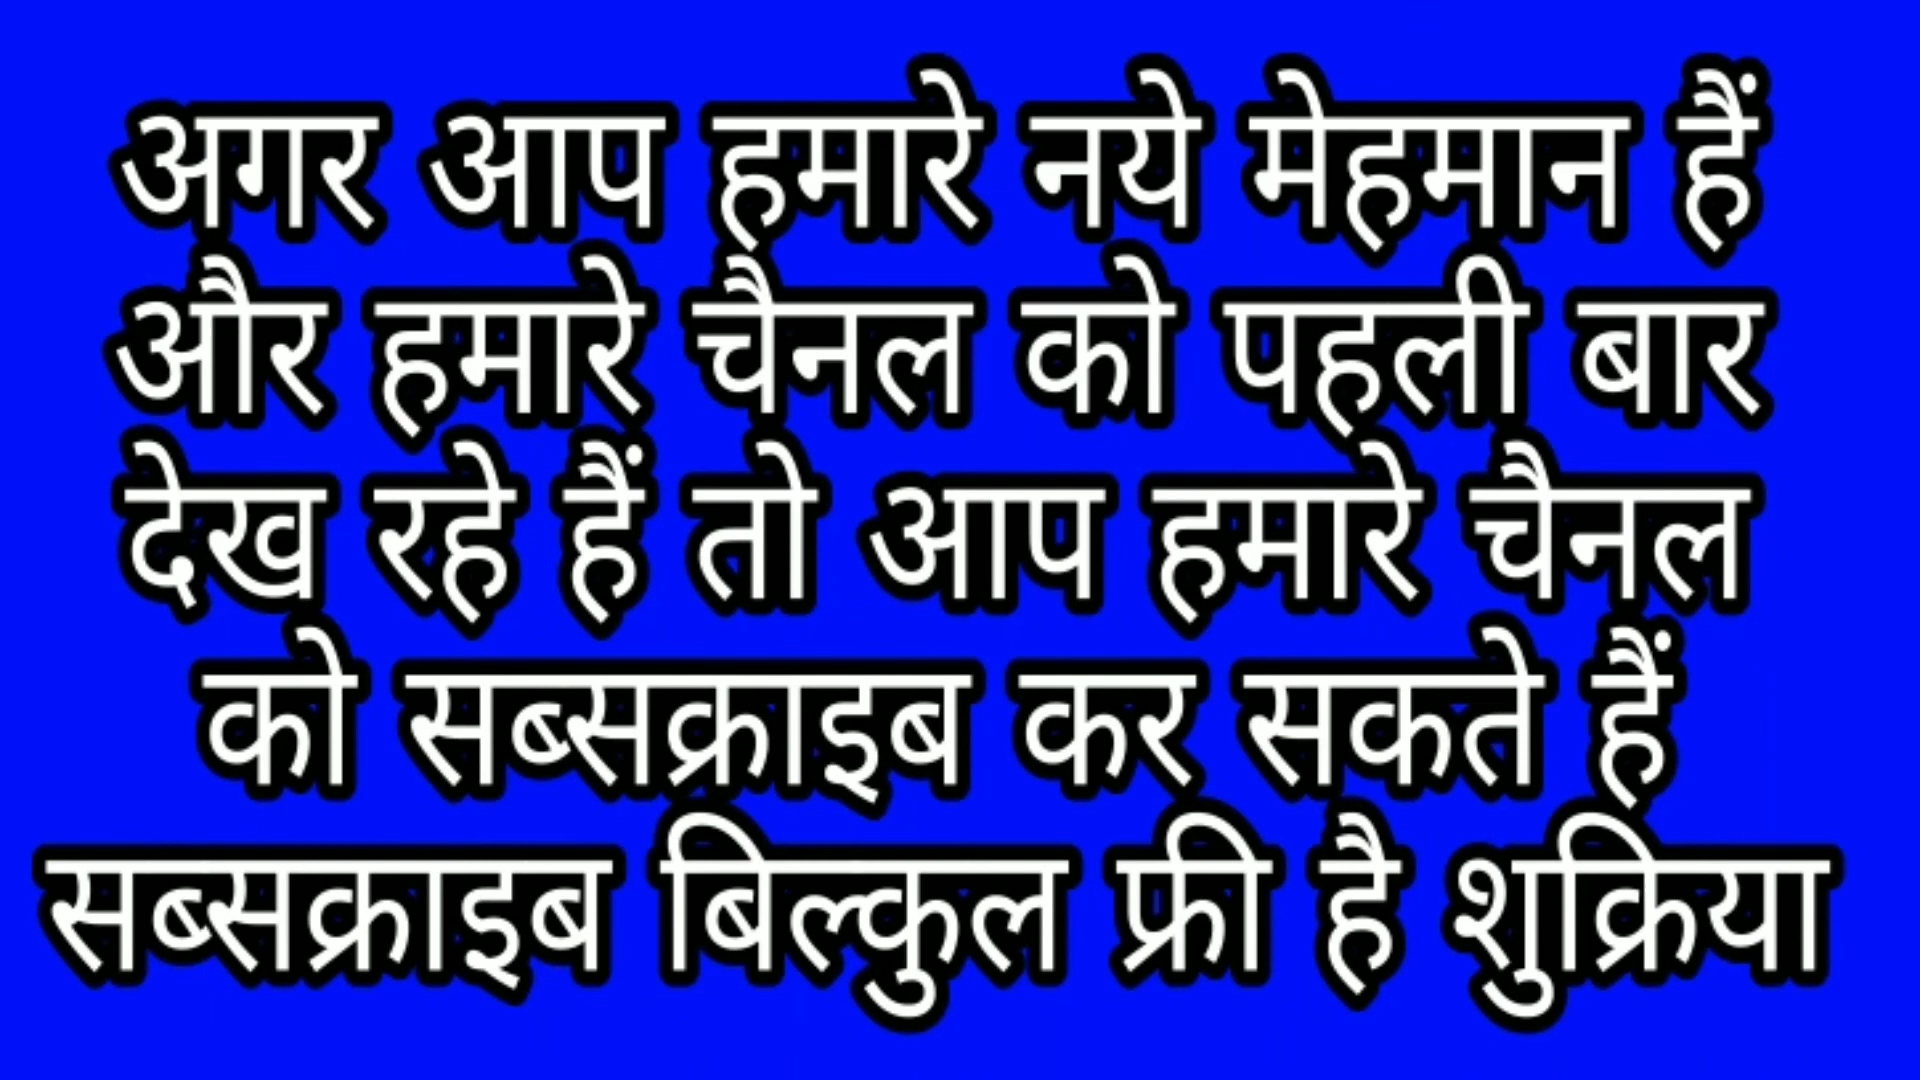 अगर आप हमारे नये मेहमान हैं
और हमारे चैनल को पहली बार
देख रहे हैं तो आप हमारे चैनल
को सब्सक्राइब कर सकते हैं
सब्सक्राइब बिल्कुल फ्री है शुक्रिया